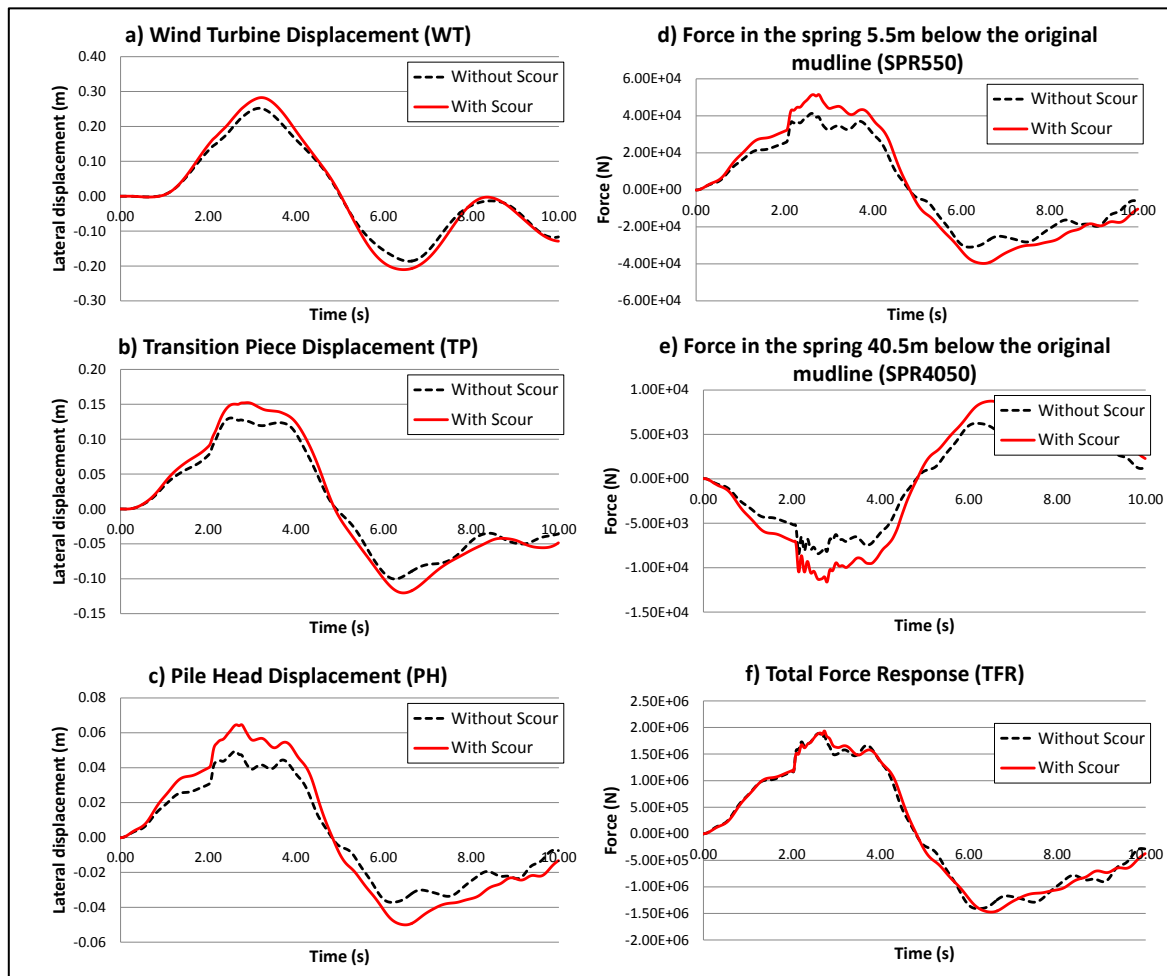 a) Wind Turbine Displacement (WT)
0.40
0.30
0.20
0.10
0.00
-0.10
-0.20
-0.30
0.00 2.00 4.00 6.00 8.00 10.00
Lateral displacement (m)
Time (s)
Without Scour
With Scour
b) Transition Piece Displacement (TP)
0.20
0.15
0.10
0.05
0.00
-0.05
-0.10
-0.15
0.00 2.00 4.00 6.00 8.00 10.00
Lateral displacement (m)
Time (s)
Without Scour
With Scour
c) Pile Head Displacement (PH)
0.08
0.06
0.04
0.02
0.00
-0.02
-0.04
-0.06
0.00 2.00 4.00 6.00 8.00 10.00
Lateral displacement (m)
Time (s)
Without Scour
With Scour
d) Force in the spring 5.5m below the original
mudline (SPR550)
6.00E+04
4.00E+04
2.00E+04
0.00E+00
-2.00E+04
-4.00E+04
-6.00E+04
0.00 2.00 4.00 6.00 8.00 10.00
Force (N)
Time (s)
Without Scour
With Scour
e) Force in the spring 40.5m below the original
mudline (SPR4050)
1.00E+04
5.00E+03
0.00E+00
-5.00E+03
-1.00E+04
-1.50E+04
0.00 2.00 4.00 6.00 8.00 10.00
Force (N)
Time (s)
Without Scour
With Scour
f) Total Force Response (TFR)
2.50E+06
2.00E+06
1.50E+06
1.00E+06
5.00E+05
0.00E+00
-5.00E+05
-1.00E+06
-1.50E+06
-2.00E+06
0.00 2.00 4.00 6.00 8.00 10.00
Force (N)
Time (s)
Without Scour
With Scour